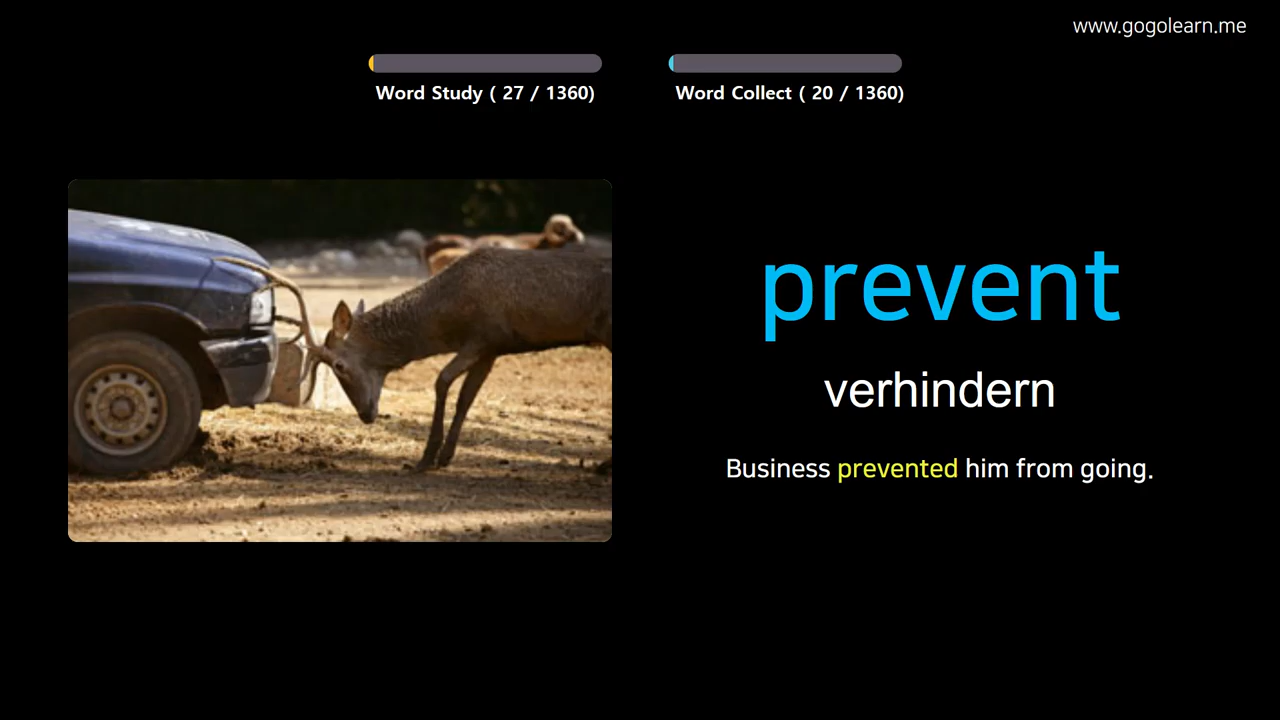 www.gogolearn.me
Word Study ( 27 / 1360)
Word Collect ( 20 / 1360)
prevent
verhindern
Business prevented him from going.